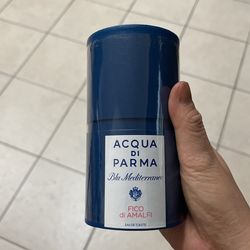 ACQUA
DI
PARMA
Blu Mediterraneo
FICO
di AMALFI
EAU DE TOILETTE